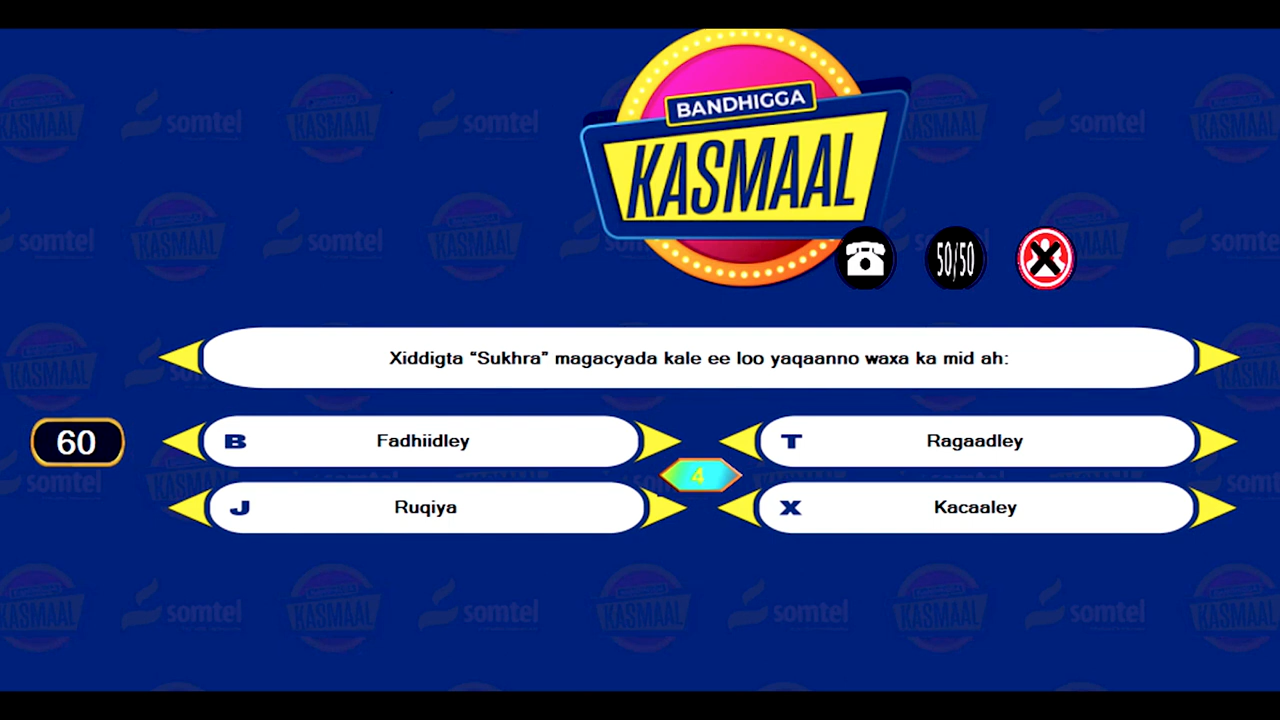 BANDHIGGA
KASMAAL
50/50
Xiddigta “Sukhra” magacyada kale ee loo yaqaanno waxa ka mid ah:
60
B Fadhiidley
T Ragaadley
4
J Ruqiya
X Kacaaley
somtel